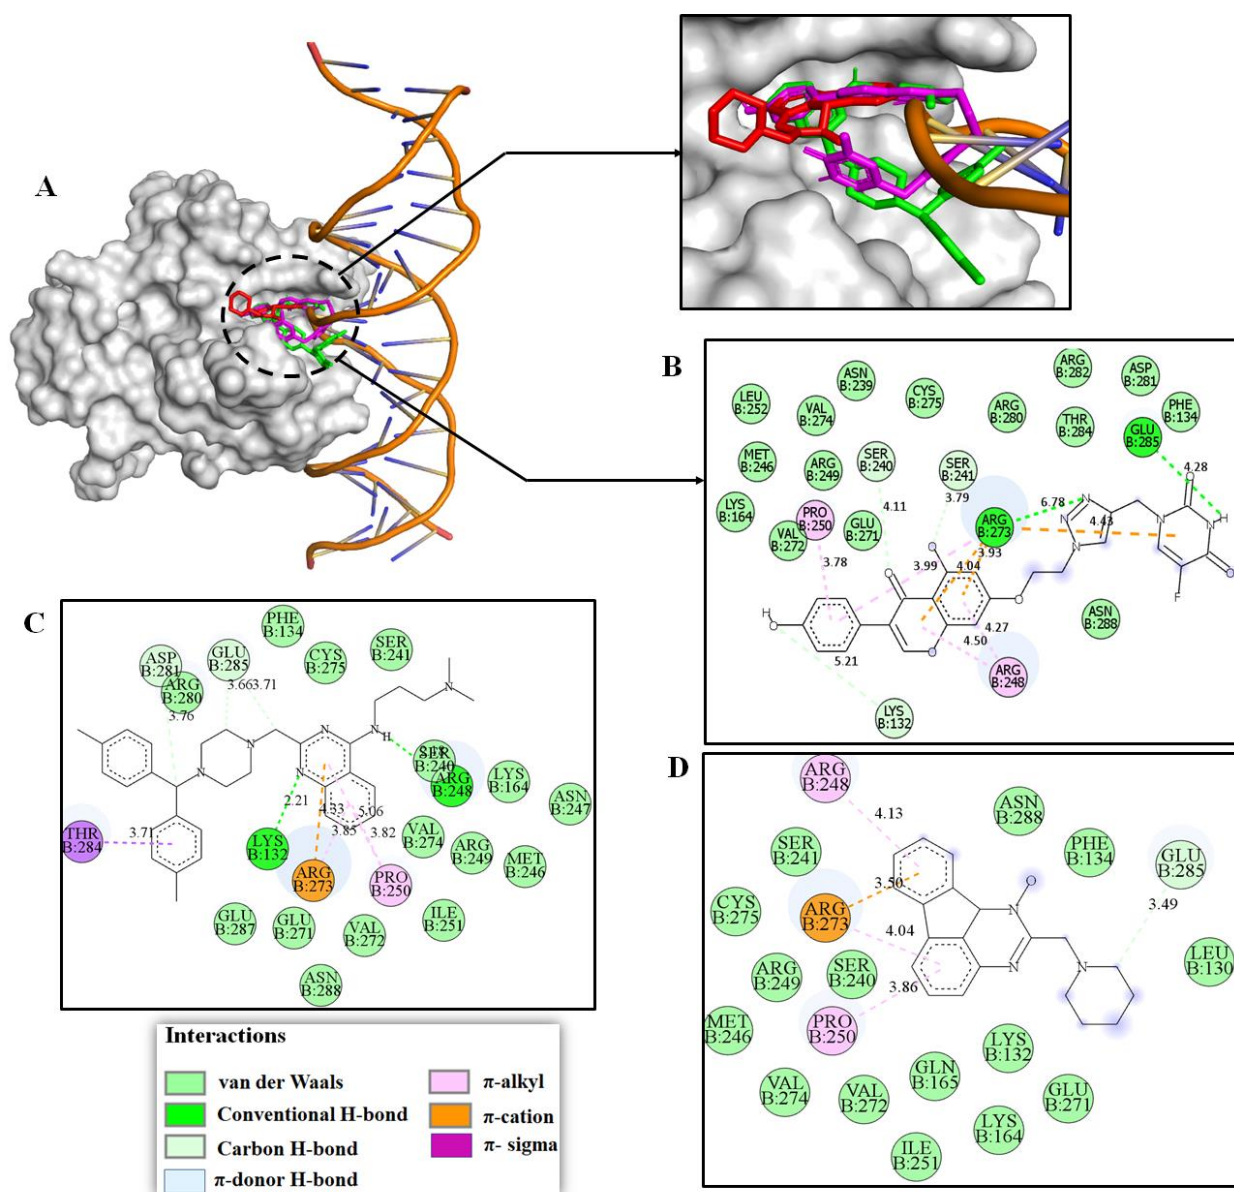 A
B
ASN
B:239
ARG
B:282
ASP
B:281
LEU
B:252
VAL
B:274
CYS
B:275
ARG
B:280
THR
B:284
PHE
B:134
GLU
B:285
MET
B:246
ARG
B:249
SER
B:240
SER
B:241
4.28
LYS
B:164
PRO
B:250
VAL
B:272
GLU
B:271
4.11
3.79
ARG
B:273
6.78
4.43
3.93
3.78
3.99
4.04
N
N
N
N
N
H
O
O
F
O
O
O
H
O
4.27
4.50
5.21
ASN
B:288
ARG
B:248
LYS
B:132
C
PHE
B:134
ASP
B:281
GLU
B:285
CYS
B:275
SER
B:241
ARG
B:280
3.66
3.71
3.76
N
N
N
N
N
N
H
SER
B:240
ARG
B:248
LYS
B:164
ASN
B:247
2.21
4.33
5.06
3.85
3.82
3.71
THR
B:284
LYS
B:132
ARG
B:273
PRO
B:250
VAL
B:274
ARG
B:249
MET
B:246
GLU
B:287
GLU
B:271
VAL
B:272
ILE
B:251
ASN
B:288
D
ARG
B:248
4.13
ASN
B:288
SER
B:241
PHE
B:134
GLU
B:285
3.50
CYS
B:275
ARG
B:273
O
N
N
N
3.49
4.04
LEU
B:130
ARG
B:249
SER
B:240
3.86
MET
B:246
PRO
B:250
LYS
B:132
VAL
B:274
VAL
B:272
GLN
B:165
GLU
B:271
LYS
B:164
ILE
B:251
Interactions
van der Waals
Conventional H-bond
Carbon H-bond
π-donor H-bond
π-alkyl
π-cation
π- sigma